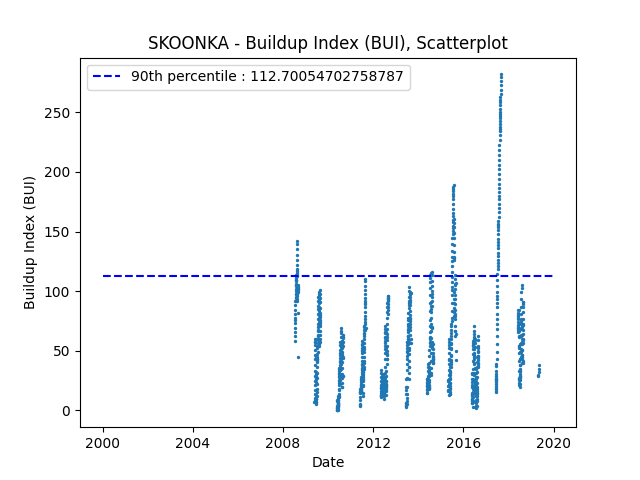 SKOONKA - Buildup Index (BUI), Scatterplot
90th percentile : 112.70054702758787
250
200
150
100
50
0
Buildup Index (BUI)
2000 2004 2008 2012 2016 2020
Date